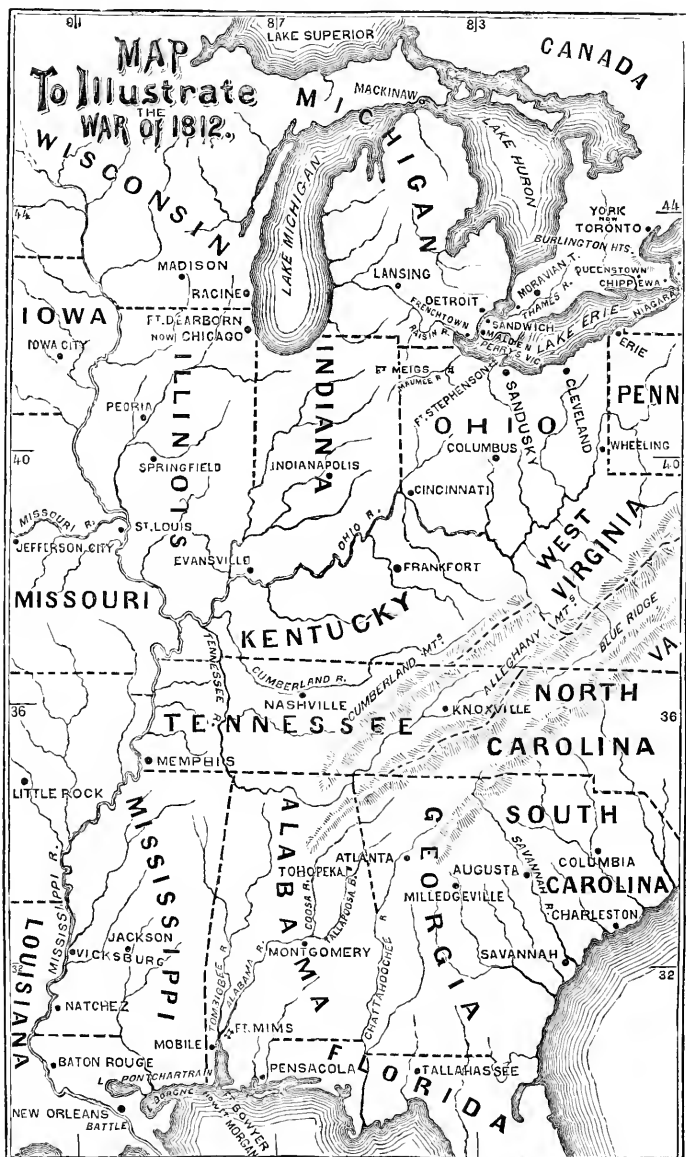 91
87
83
LAKE SUPERIOR
CANADA
MAP
To Illustrate
THE
WAR OF 1812.
MACKINAW
MICHIGAN
WISCONSIN
LAKE MICHIGAN
LAKE HURON
44
44
YORK
NOW
TORONTO
BURLINGTON HTS.
MORAVIAN T.
QUEENSTOWN
CHIPPEWA
THAMES R.
NIAGARA
MADISON
RACINE
LANSING
DETROIT
FRENCHTOWN
RAISIN R.
SANDWICH
MALDEN
PERRYS VIC.
LAKE ERIE
ERIE
IOWA
IOWA CITY
FT. DEARBORN
NOW CHICAGO
ILLINOIS
INDIANA
FT MEIGS
MAUMEE R
FT. STEPHENSON
SANDUSKY
CLEVELAND
PENN
OHIO
PEORIA
COLUMBUS
WHEELING
40
40
SPRINGFIELD
INDIANAPOLIS
CINCINNATI
MISSOURI R.
ST. LOUIS
JEFFERSON CITY
OHIO R.
WEST
VIRGINIA
EVANSVILLE
FRANKFORT
MISSOURI
KENTUCKY
ALLEGHANY MTS
BLUE RIDGE
VA
TENNESSEE R
CUMBERLAND R.
CUMBERLAND MTS
NASHVILLE
KNOXVILLE
NORTH
CAROLINA
36
36
TENNESSEE
MEMPHIS
LITTLE ROCK
MISSISSIPPI
ALABAMA
GEORGIA
SOUTH
CAROLINA
TOHOPEKA
ATLANTA
COOSA R.
TALLAPOOSA R.
AUGUSTA
SAVANNAH R.
COLUMBIA
MILLEDGEVILLE
CHARLESTON
MISSISSIPPI R.
LOUISIANA
JACKSON
VICKSBURG
TOMBIGBEE R
ALABAMA R.
MONTGOMERY
CHATTAHOOCHEE R
SAVANNAH
32
32
NATCHEZ
FT. MIMS
MOBILE
BATON ROUGE
L. PONTCHARTRAIN
PENSACOLA
FLORIDA
TALLAHASSEE
L. BORGNE
FT BOWYER
NOW FT MORGAN
NEW ORLEANS
BATTLE